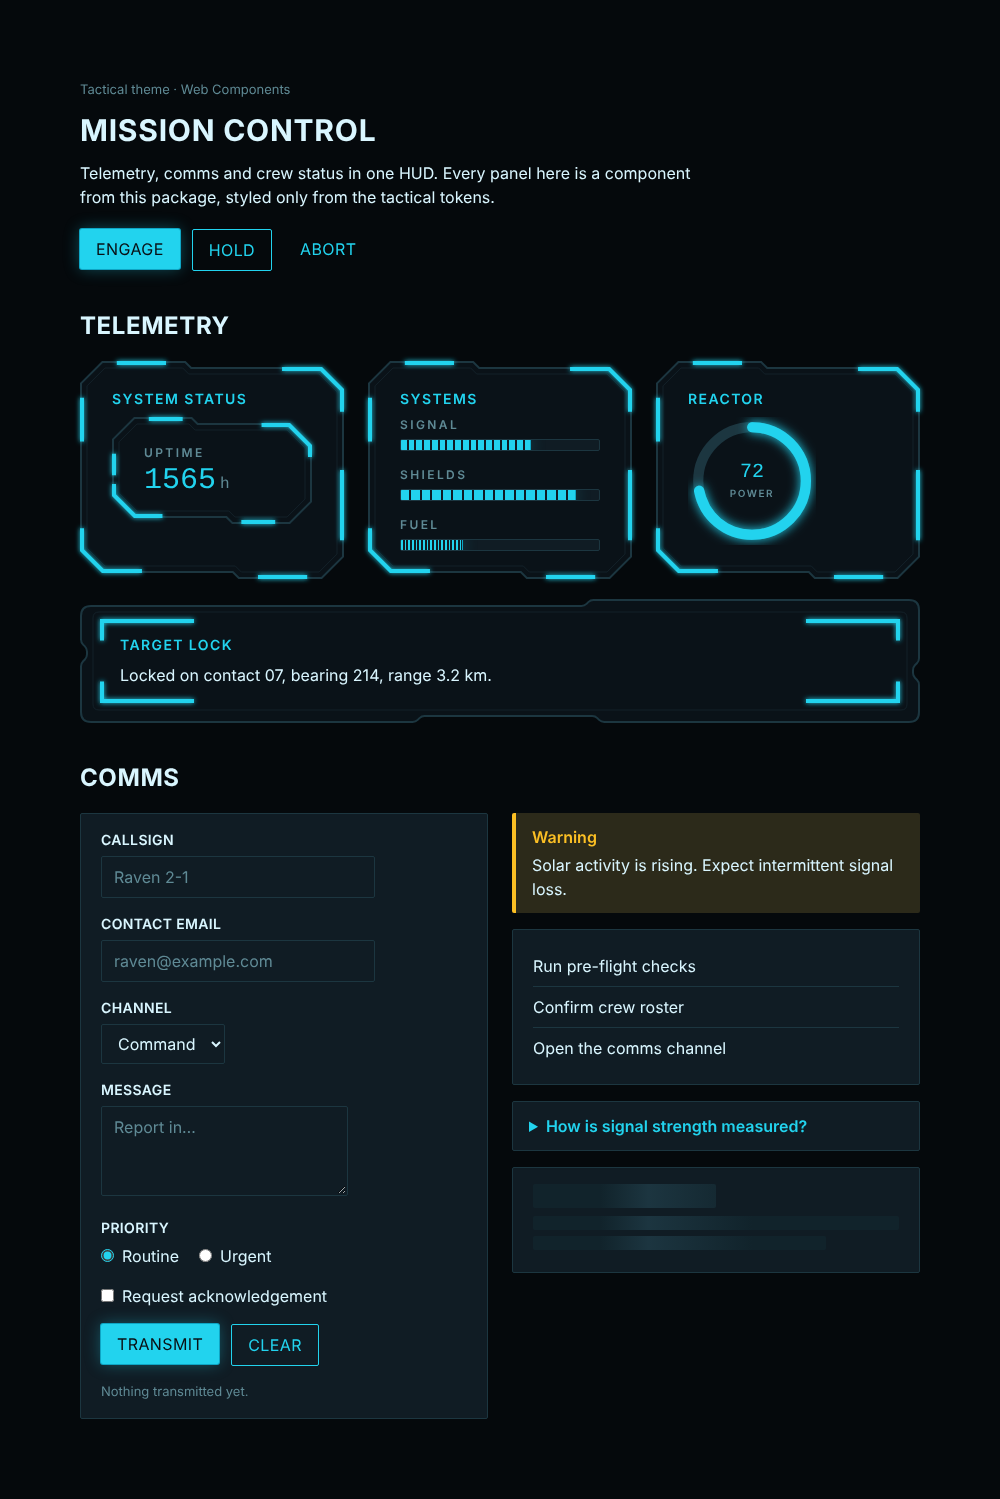 Tactical theme · Web Components
MISSION CONTROL
Telemetry, comms and crew status in one HUD. Every panel here is a component
from this package, styled only from the tactical tokens.
ENGAGE
HOLD
ABORT
TELEMETRY
SYSTEM STATUS
UPTIME
1565 h
SYSTEMS
SIGNAL
SHIELDS
FUEL
REACTOR
72
POWER
TARGET LOCK
Locked on contact 07, bearing 214, range 3.2 km.
COMMS
CALLSIGN
Raven 2-1
CONTACT EMAIL
raven@example.com
CHANNEL
Command
MESSAGE
Report in...
PRIORITY
Routine
Urgent
Request acknowledgement
TRANSMIT
CLEAR
Nothing transmitted yet.
Warning
Solar activity is rising. Expect intermittent signal
loss.
Run pre-flight checks
Confirm crew roster
Open the comms channel
How is signal strength measured?